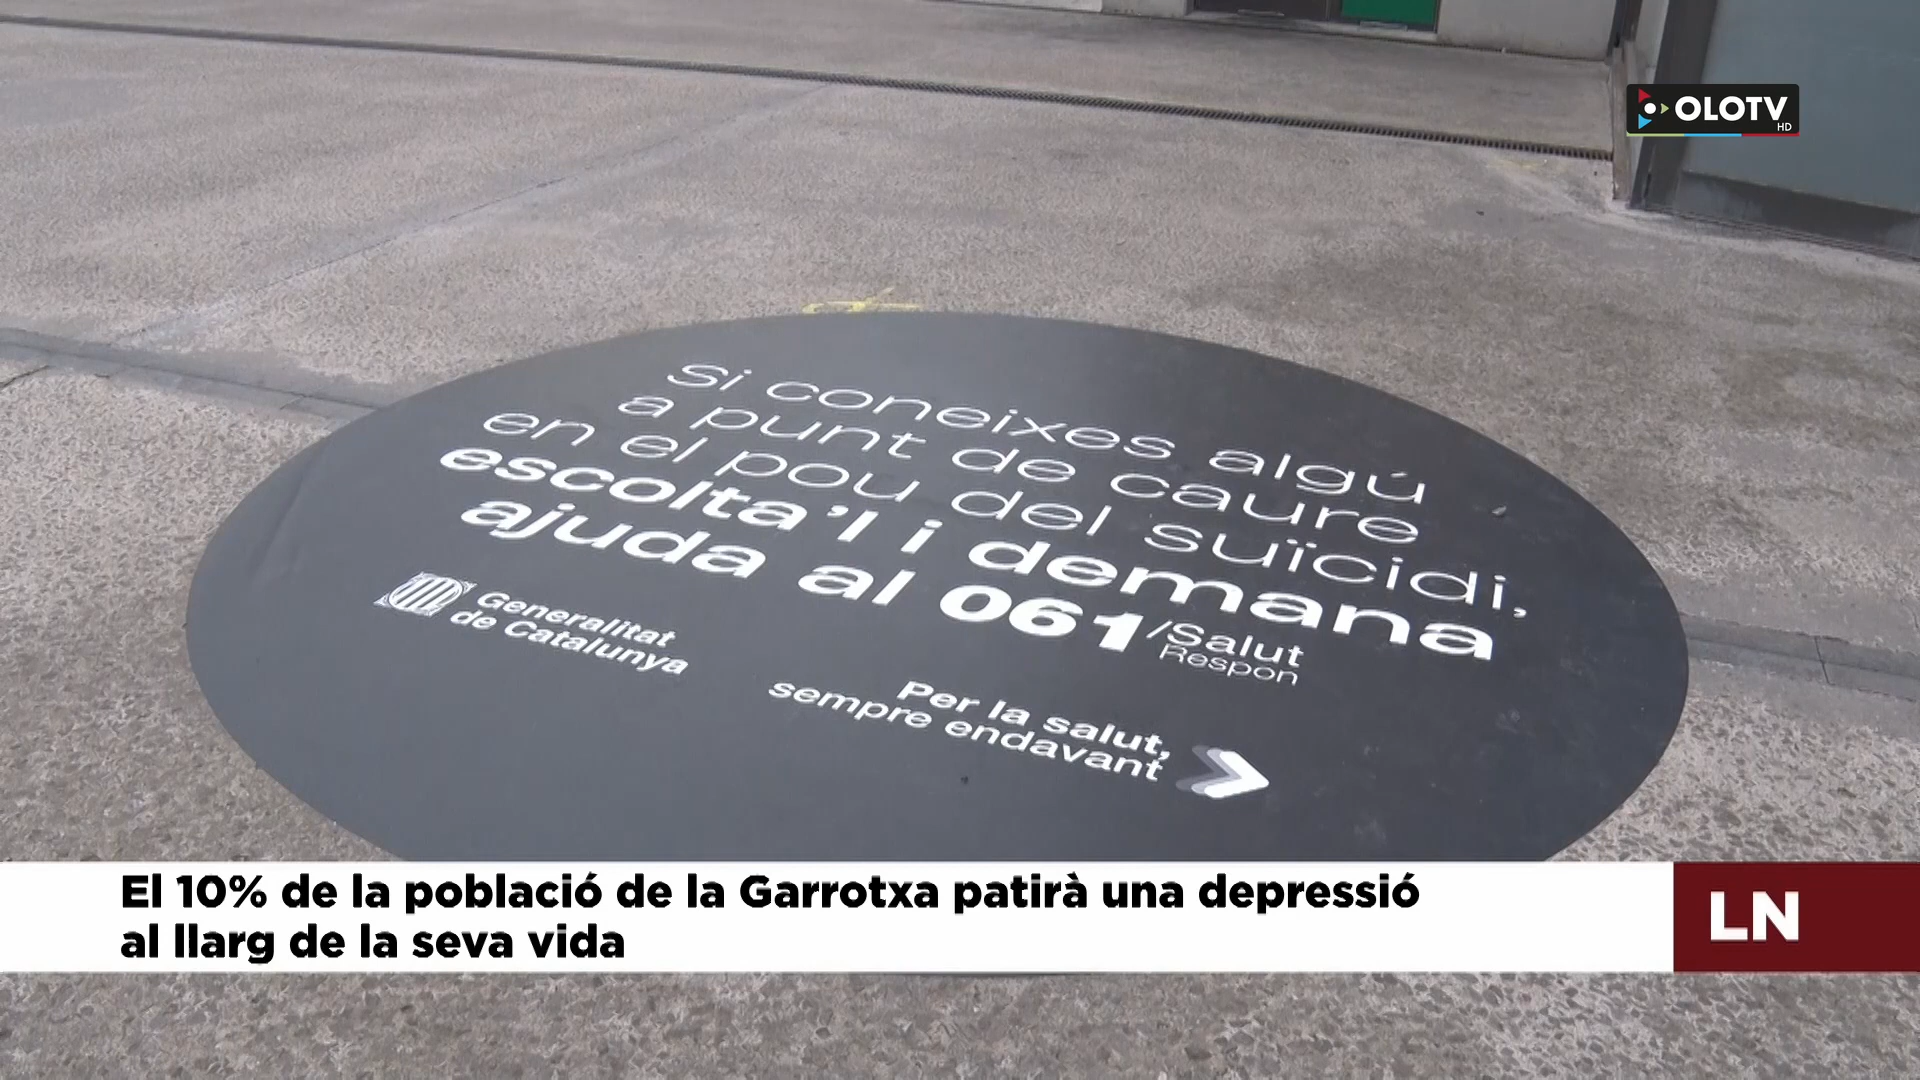 OLOTV
HD
Si coneixes algú
a punt de caure
en el pou del suïcidi,
escolta'l i demana
ajuda al 061/Salut
Respon
Generalitat
de Catalunya
Per la salut,
sempre endavant
El 10% de la població de la Garrotxa patirà una depressió
al llarg de la seva vida
LN